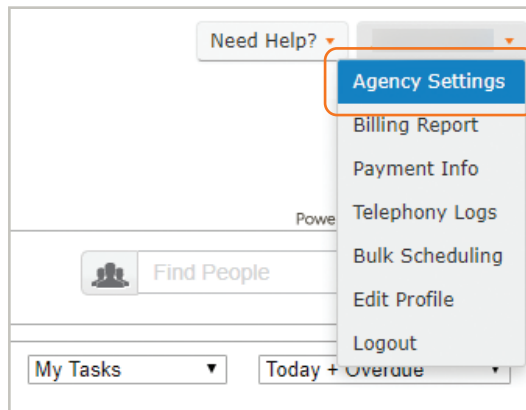 Need Help?
Agency Settings
Billing Report
Payment Info
Telephony Logs
Powe
Bulk Scheduling
Find People
Edit Profile
Logout
My Tasks
Today + Overdue